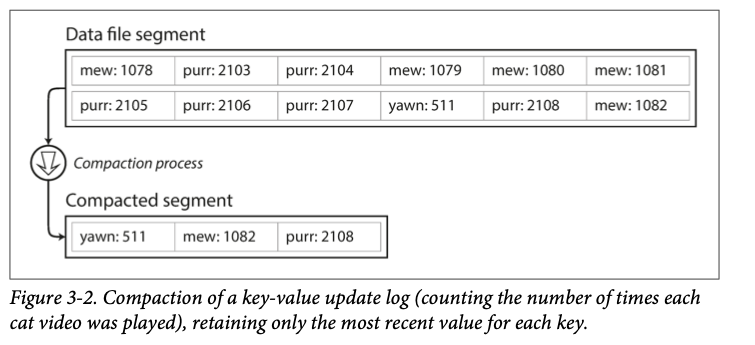 Data file segment
mew: 1078 purr: 2103 purr: 2104 mew: 1079 mew: 1080 mew: 1081
purr: 2105 purr: 2106 purr: 2107 yawn: 511 purr: 2108 mew: 1082
Compaction process
Compacted segment
yawn: 511 mew: 1082 purr: 2108
Figure 3-2. Compaction of a key-value update log (counting the number of times each
cat video was played), retaining only the most recent value for each key.